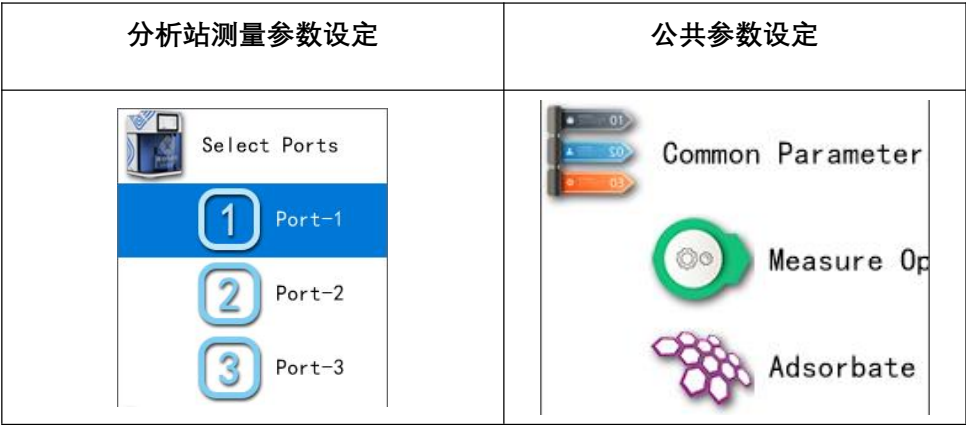 分析站测量参数设定
公共参数设定
Select Ports
1 Port-1
2 Port-2
3 Port-3
01
02
03
Common Parameter
Measure Op
Adsorbate